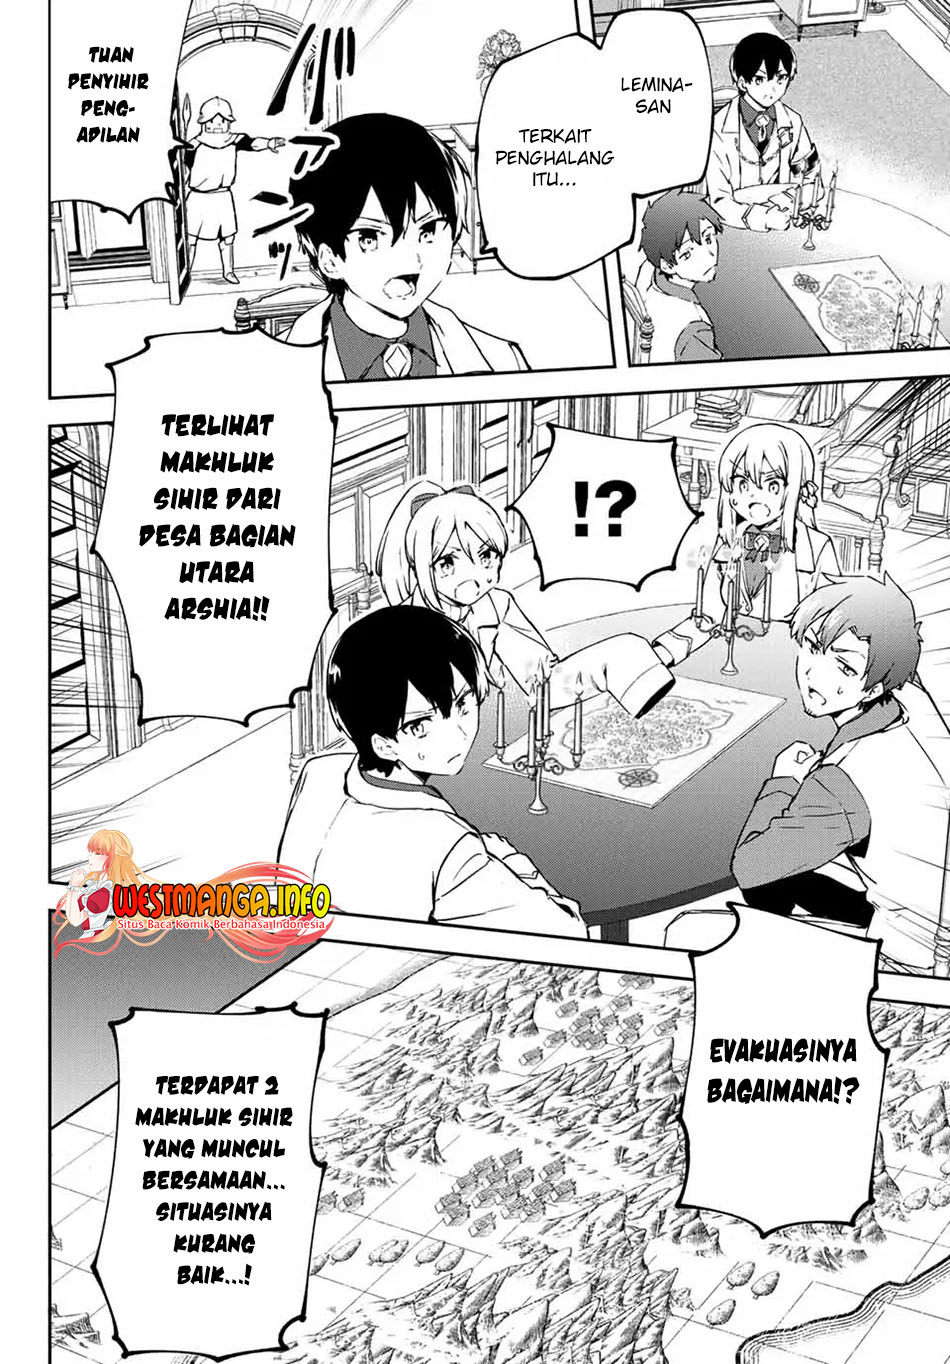 LEMINA-
SAN
TERKAIT
PENGHALANG
ITU...
TUAN
PENYIHIR
PENG-
ADILAN
TERLIHAT
MAKHLUK
SIHIR DARI
DESA BAGIAN
UTARA
ARSHIA!!
!?
WESTMANGA.INFO
Situs Baca Komik Berbahasa Indonesia
EVAKUASINYA
BAGAIMANA!?
TERDAPAT 2
MAKHLUK SIHIR
YANG MUNCUL
BERSAMAAN...
SITUASINYA
KURANG
BAIK...!